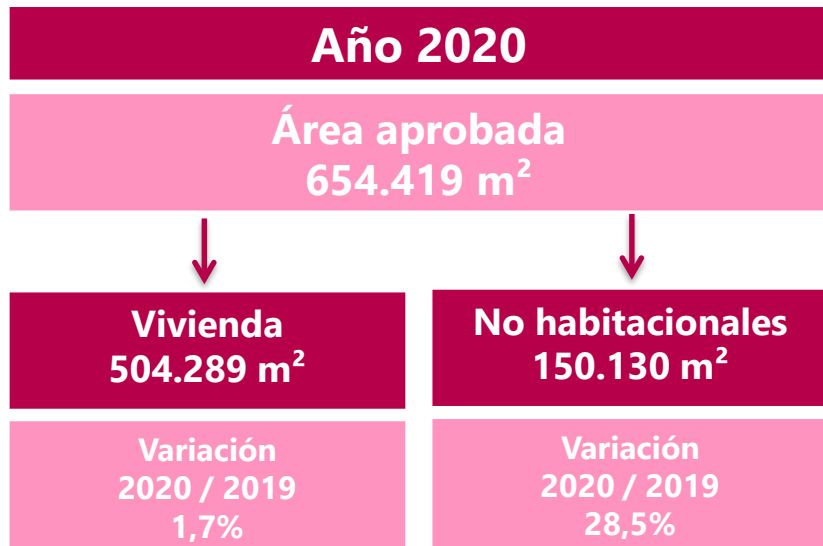 Año 2020
Área aprobada
654.419 m²
Vivienda
504.289 m²
No habitacionales
150.130 m²
Variación
2020 / 2019
1,7%
Variación
2020 / 2019
28,5%